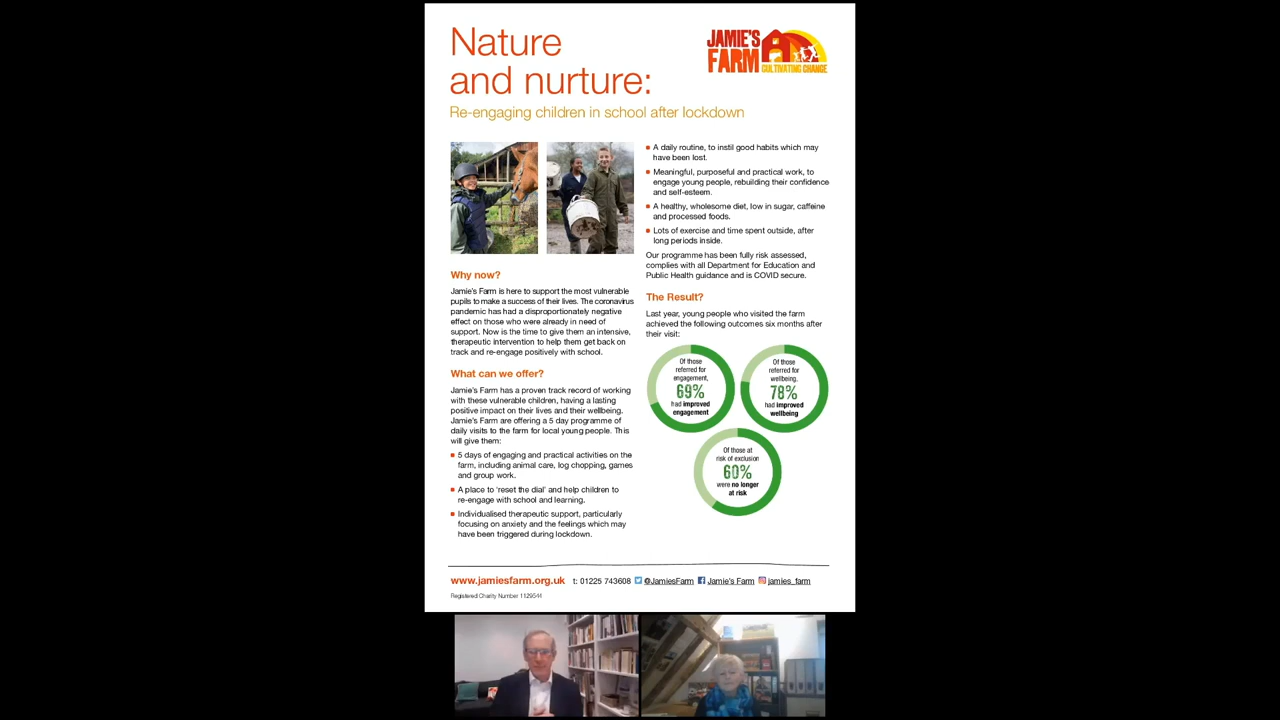 Nature
and nurture:
Re-engaging children in school after lockdown
JAMIE'S
FARM
CULTIVATING CHANGE
Why now?
Jamie's Farm is here to support the most vulnerable
pupils to make a success of their lives. The coronavirus
pandemic has had a disproportionately negative
effect on those who were already in need of
support. Now is the time to give them an intensive,
therapeutic intervention to help them get back on
track and re-engage positively with school.
What can we offer?
Jamie's Farm has a proven track record of working
with these vulnerable children, having a lasting
positive impact on their lives and their wellbeing.
Jamie's Farm are offering a 5 day programme of
daily visits to the farm for local young people. This
will give them:
5 days of engaging and practical activities on the
farm, including animal care, log chopping, games
and group work.
A place to 'reset the dial' and help children to
re-engage with school and learning.
Individualised therapeutic support, particularly
focusing on anxiety and the feelings which may
have been triggered during lockdown.
A daily routine, to instil good habits which may
have been lost.
Meaningful, purposeful and practical work, to
engage young people, rebuilding their confidence
and self-esteem.
A healthy, wholesome diet, low in sugar, caffeine
and processed foods.
Lots of exercise and time spent outside, after
long periods inside.
Our programme has been fully risk assessed,
complies with all Department for Education and
Public Health guidance and is COVID secure.
The Result?
Last year, young people who visited the farm
achieved the following outcomes six months after
their visit:
Of those
referred for
engagement,
69%
had improved
engagement
Of those
referred for
wellbeing,
78%
had improved
wellbeing
Of those at
risk of exclusion
60%
were no longer
at risk
www.jamiesfarm.org.uk t: 01225 743608 @JamiesFarm Jamie's Farm jamies_farm
Registered Charity Number 1129544